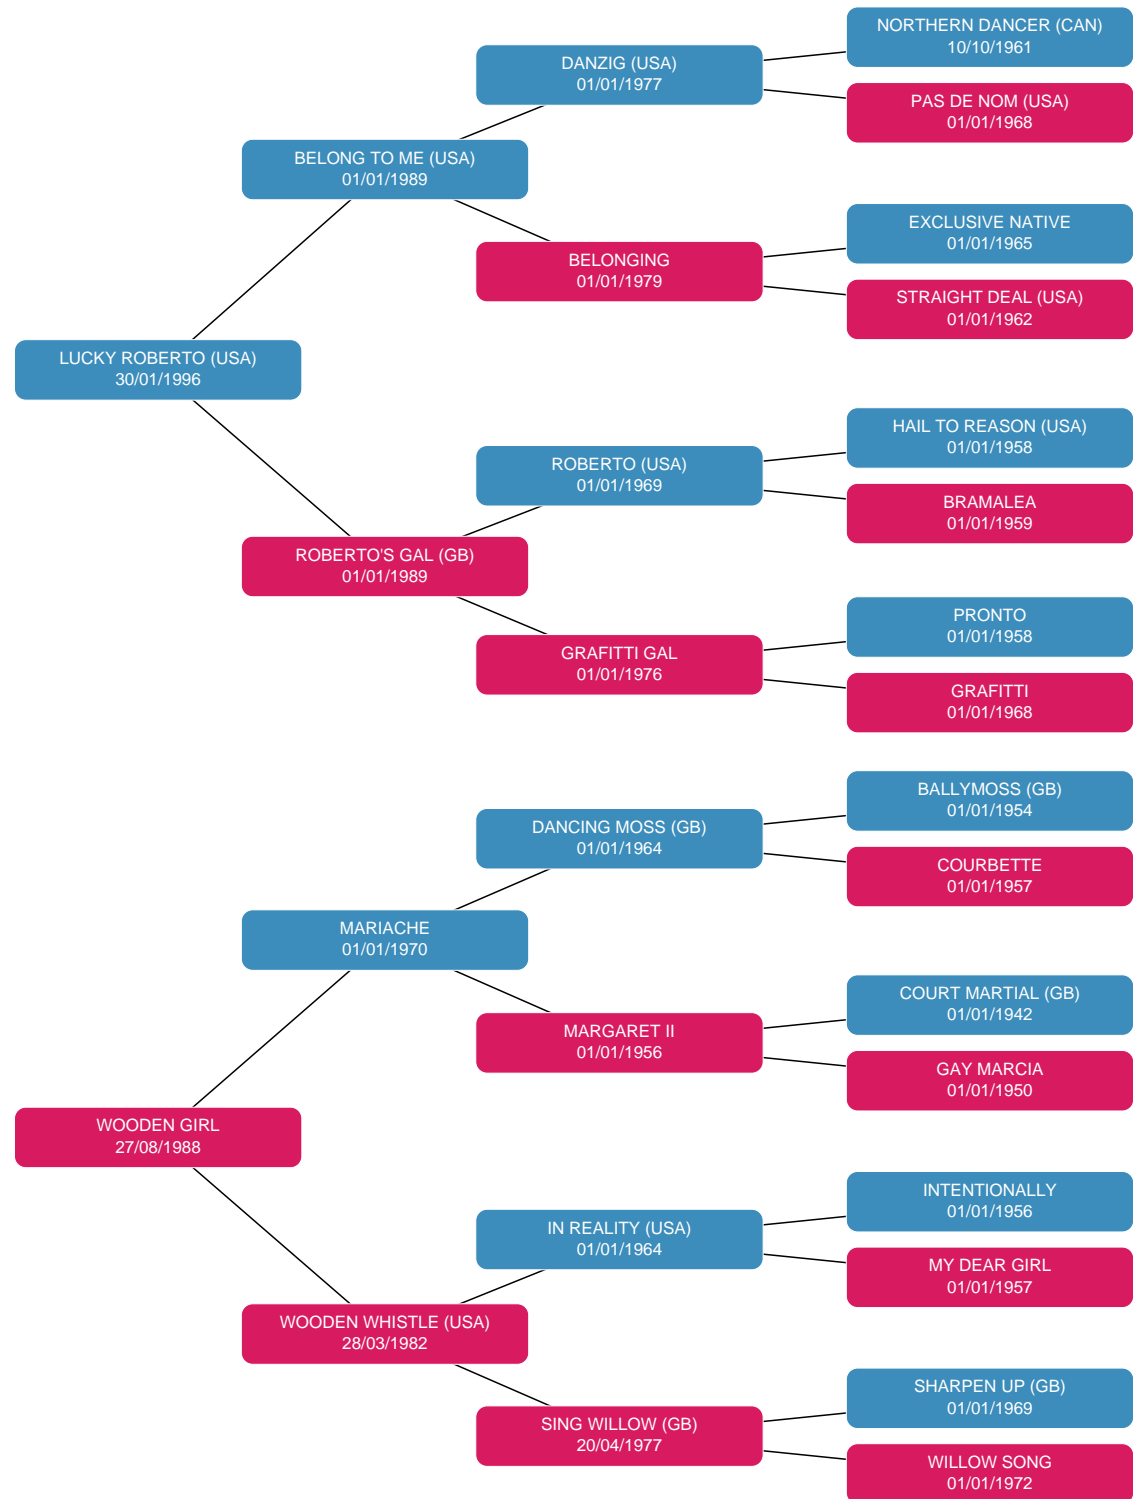 NORTHERN DANCER (CAN)
10/10/1961
DANZIG (USA)
01/01/1977
PAS DE NOM (USA)
01/01/1968
BELONG TO ME (USA)
01/01/1989
EXCLUSIVE NATIVE
01/01/1965
BELONGING
01/01/1979
STRAIGHT DEAL (USA)
01/01/1962
LUCKY ROBERTO (USA)
30/01/1996
HAIL TO REASON (USA)
01/01/1958
ROBERTO (USA)
01/01/1969
BRAMALEA
01/01/1959
ROBERTO'S GAL (GB)
01/01/1989
PRONTO
01/01/1958
GRAFITTI GAL
01/01/1976
GRAFITTI
01/01/1968
BALLYMOSS (GB)
01/01/1954
DANCING MOSS (GB)
01/01/1964
COURBETTE
01/01/1957
MARIACHE
01/01/1970
COURT MARTIAL (GB)
01/01/1942
MARGARET II
01/01/1956
GAY MARCIA
01/01/1950
WOODEN GIRL
27/08/1988
INTENTIONALLY
01/01/1956
IN REALITY (USA)
01/01/1964
MY DEAR GIRL
01/01/1957
WOODEN WHISTLE (USA)
28/03/1982
SHARPEN UP (GB)
01/01/1969
SING WILLOW (GB)
20/04/1977
WILLOW SONG
01/01/1972